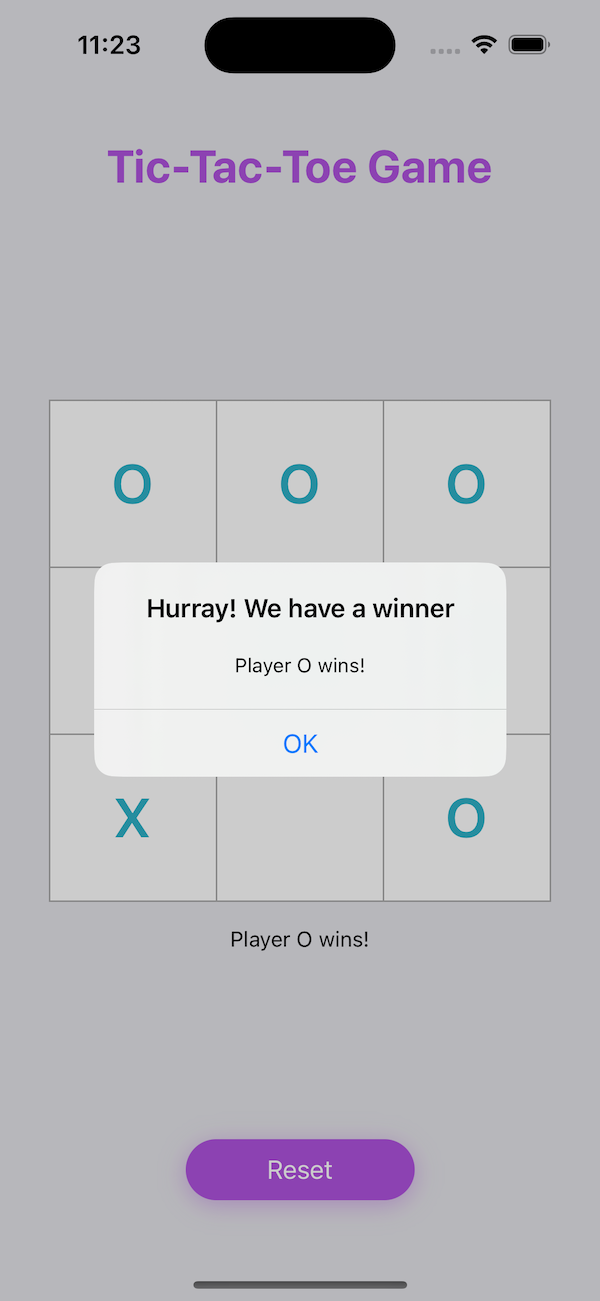 11:23
Tic-Tac-Toe Game
O O O
Hurray! We have a winner
Player O wins!
OK
X O
Player O wins!
Reset